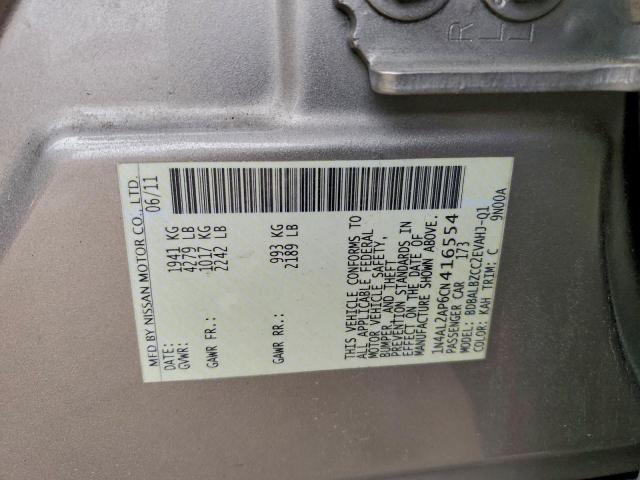 MFD BY NISSAN MOTOR CO., LTD.
DATE: 06/11
GVWR: 1941 KG
4279 LB
GAWR FR: 1017 KG
2242 LB
GAWR RR: 993 KG
2189 LB
THIS VEHICLE CONFORMS TO
ALL APPLICABLE FEDERAL
MOTOR VEHICLE SAFETY,
BUMPER, AND THEFT
PREVENTION STANDARDS IN
EFFECT ON THE DATE OF
MANUFACTURE SHOWN ABOVE.
1N4AL2AP6CN416554
PASSENGER CAR 173
MODEL: BDBALBZCC2EVAHJ-Q1
COLOR: KAH TRIM: C 9N00A
R
L